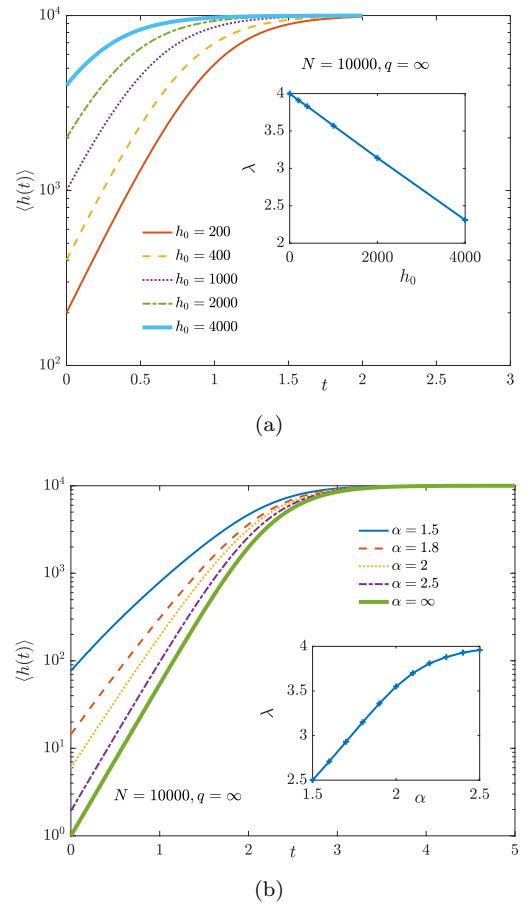 10^4
N = 10000, q = ∞
4
3.5
λ
3
10^3
⟨h(t)⟩
2.5
2
0 2000 4000
h_0
h_0 = 200
h_0 = 400
h_0 = 1000
h_0 = 2000
h_0 = 4000
10^2
0 0.5 1 1.5 2 2.5 3
t
(a)
10^4
α = 1.5
α = 1.8
α = 2
α = 2.5
α = ∞
10^3
⟨h(t)⟩
10^2
4
3.5
λ
3
2.5
1.5 2 2.5
α
10^1
N = 10000, q = ∞
10^0
0 1 2 3 4 5
t
(b)